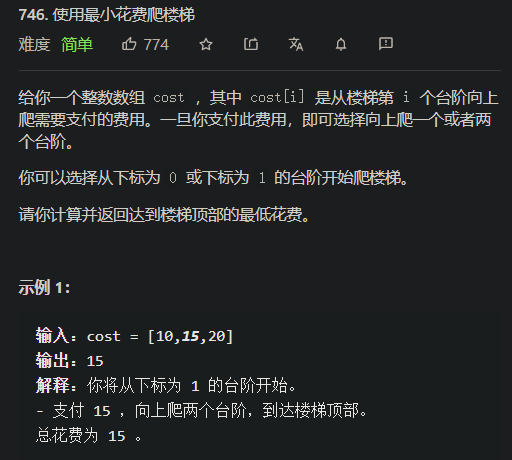 746. 使用最小花费爬楼梯
难度 简单 774
给你一个整数数组 cost ，其中 cost[i] 是从楼梯第 i 个台阶向上
爬需要支付的费用。一旦你支付此费用，即可选择向上爬一个或者两
个台阶。
你可以选择从下标为 0 或下标为 1 的台阶开始爬楼梯。
请你计算并返回达到楼梯顶部的最低花费。
示例 1：
输入：cost = [10,15,20]
输出：15
解释：你将从下标为 1 的台阶开始。
- 支付 15 ，向上爬两个台阶，到达楼梯顶部。
总花费为 15 。